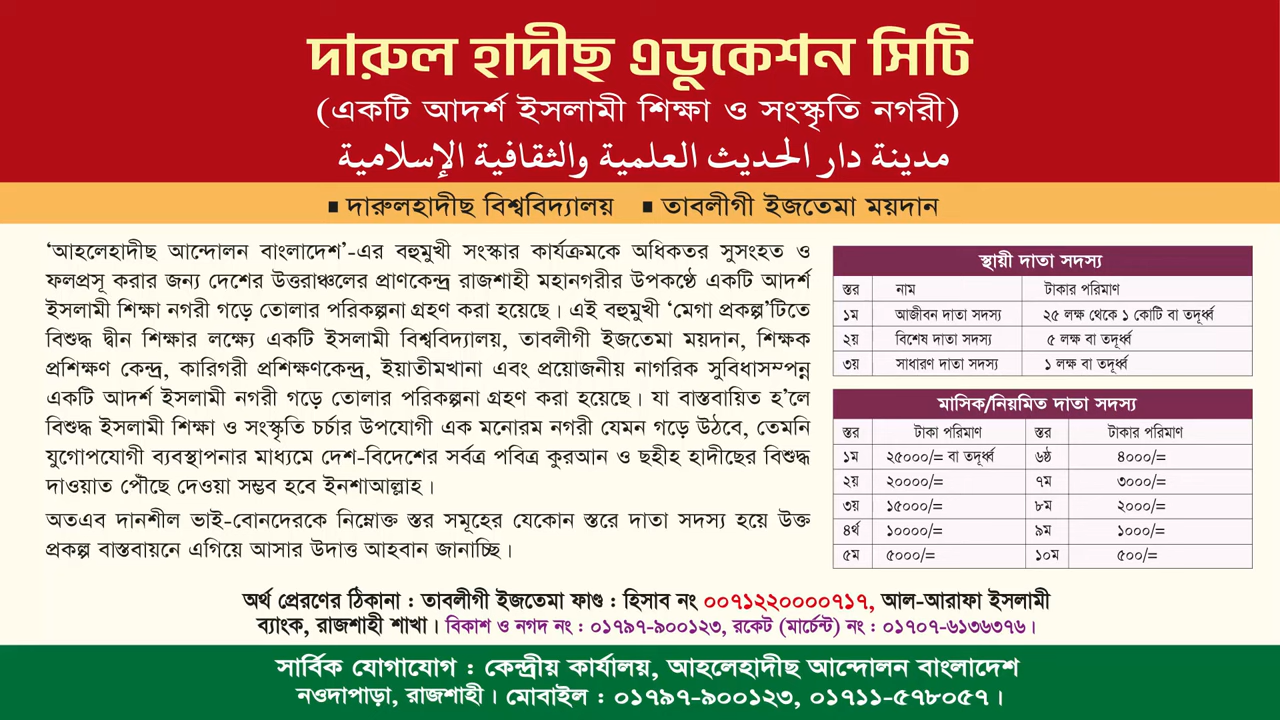 দারুল হাদীছ এডুকেশন সিটি
(একটি আদর্শ ইসলামী শিক্ষা ও সংস্কৃতি নগরী)
مدينة دار الحديث العلمية والثقافية الإسلامية
■ দারুলহাদীছ বিশ্ববিদ্যালয় ■ তাবলীগী ইজতেমা ময়দান
‘আহলেহাদীছ আন্দোলন বাংলাদেশ’-এর বহুমুখী সংস্কার কার্যক্রমকে অধিকতর সুসংহত ও
ফলপ্রসূ করার জন্য দেশের উত্তরাঞ্চলের প্রাণকেন্দ্র রাজশাহী মহানগরীর উপকণ্ঠে একটি আদর্শ
ইসলামী শিক্ষা নগরী গড়ে তোলার পরিকল্পনা গ্রহণ করা হয়েছে। এই বহুমুখী ‘মেগা প্রকল্প’টিতে
বিশুদ্ধ দ্বীন শিক্ষার লক্ষ্যে একটি ইসলামী বিশ্ববিদ্যালয়, তাবলীগী ইজতেমা ময়দান, শিক্ষক
প্রশিক্ষণ কেন্দ্র, কারিগরী প্রশিক্ষণকেন্দ্র, ইয়াতীমখানা এবং প্রয়োজনীয় নাগরিক সুবিধাসম্পন্ন
একটি আদর্শ ইসলামী নগরী গড়ে তোলার পরিকল্পনা গ্রহণ করা হয়েছে। যা বাস্তবায়িত হ’লে
বিশুদ্ধ ইসলামী শিক্ষা ও সংস্কৃতি চর্চার উপযোগী এক মনোরম নগরী যেমন গড়ে উঠবে, তেমনি
যুগোপযোগী ব্যবস্থাপনার মাধ্যমে দেশ-বিদেশের সর্বত্র পবিত্র কুরআন ও ছহীহ হাদীছের বিশুদ্ধ
দাওয়াত পৌঁছে দেওয়া সম্ভব হবে ইনশাআল্লাহ।
অতএব দানশীল ভাই-বোনদেরকে নিম্নোক্ত স্তর সমূহের যেকোন স্তরে দাতা সদস্য হয়ে উক্ত
প্রকল্প বাস্তবায়নে এগিয়ে আসার উদাত্ত আহবান জানাচ্ছি।
স্থায়ী দাতা সদস্য
স্তর নাম টাকার পরিমাণ
১ম আজীবন দাতা সদস্য ২৫ লক্ষ থেকে ১ কোটি বা তদূর্ধ্ব
২য় বিশেষ দাতা সদস্য ৫ লক্ষ বা তদূর্ধ্ব
৩য় সাধারণ দাতা সদস্য ১ লক্ষ বা তদূর্ধ্ব
মাসিক/নিয়মিত দাতা সদস্য
স্তর টাকা পরিমাণ স্তর টাকার পরিমাণ
১ম ২৫০০০/= বা তদূর্ধ্ব ৬ষ্ঠ ৪০০০/=
২য় ২০০০০/= ৭ম ৩০০০/=
৩য় ১৫০০০/= ৮ম ২০০০/=
৪র্থ ১০০০০/= ৯ম ১০০০/=
৫ম ৫০০০/= ১০ম ৫০০/=
অর্থ প্রেরণের ঠিকানা : তাবলীগী ইজতেমা ফাণ্ড : হিসাব নং ০০৭১২২০০০০৭১৭, আল-আরাফা ইসলামী
ব্যাংক, রাজশাহী শাখা। বিকাশ ও নগদ নং : ০১৭৯৭-৯০০১২৩, রকেট (মার্চেন্ট) নং : ০১৭০৭-৬১৩৬৩৭৬।
সার্বিক যোগাযোগ : কেন্দ্রীয় কার্যালয়, আহলেহাদীছ আন্দোলন বাংলাদেশ
নওদাপাড়া, রাজশাহী। মোবাইল : ০১৭৯৭-৯০০১২৩, ০১৭১১-৫৭৮০৫৭।